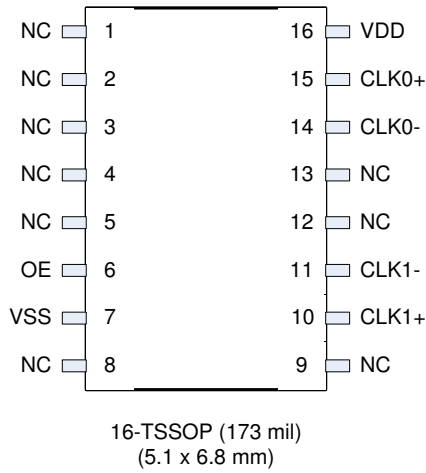 NC 1 16 VDD
NC 2 15 CLK0+
NC 3 14 CLK0-
NC 4 13 NC
NC 5 12 NC
OE 6 11 CLK1-
VSS 7 10 CLK1+
NC 8 9 NC
16-TSSOP (173 mil)
(5.1 x 6.8 mm)